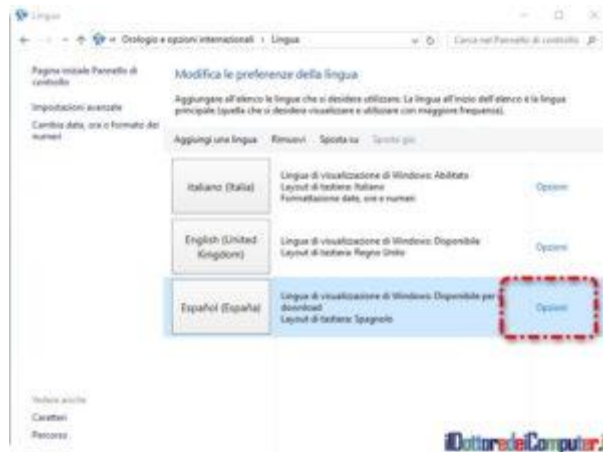 Lingua
Orologio e opzioni internazionali › Lingua
Cerca nel Pannello di controllo
Pagina iniziale Pannello di
controllo
Impostazioni avanzate
Cambia data, ora o formato dei
numeri
Modifica le preferenze della lingua
Aggiungere all'elenco le lingue che si desidera utilizzare. La lingua all'inizio dell'elenco è la lingua
principale (quella che si desidera visualizzare e utilizzare con maggiore frequenza).
Aggiungi una lingua Rimuovi Sposta su Sposta giù
Italiano (Italia)
Lingua di visualizzazione di Windows: Abilitata
Layout di tastiera: Italiano
Formattazione date, ore e numeri
Opzioni
English (United
Kingdom)
Lingua di visualizzazione di Windows: Disponibile
Layout di tastiera: Regno Unito
Opzioni
Español (España)
Lingua di visualizzazione di Windows: Disponibile per
download
Layout di tastiera: Spagnolo
Opzioni
Vedere anche
Caratteri
Percorso
ilDottoredeiComputer.